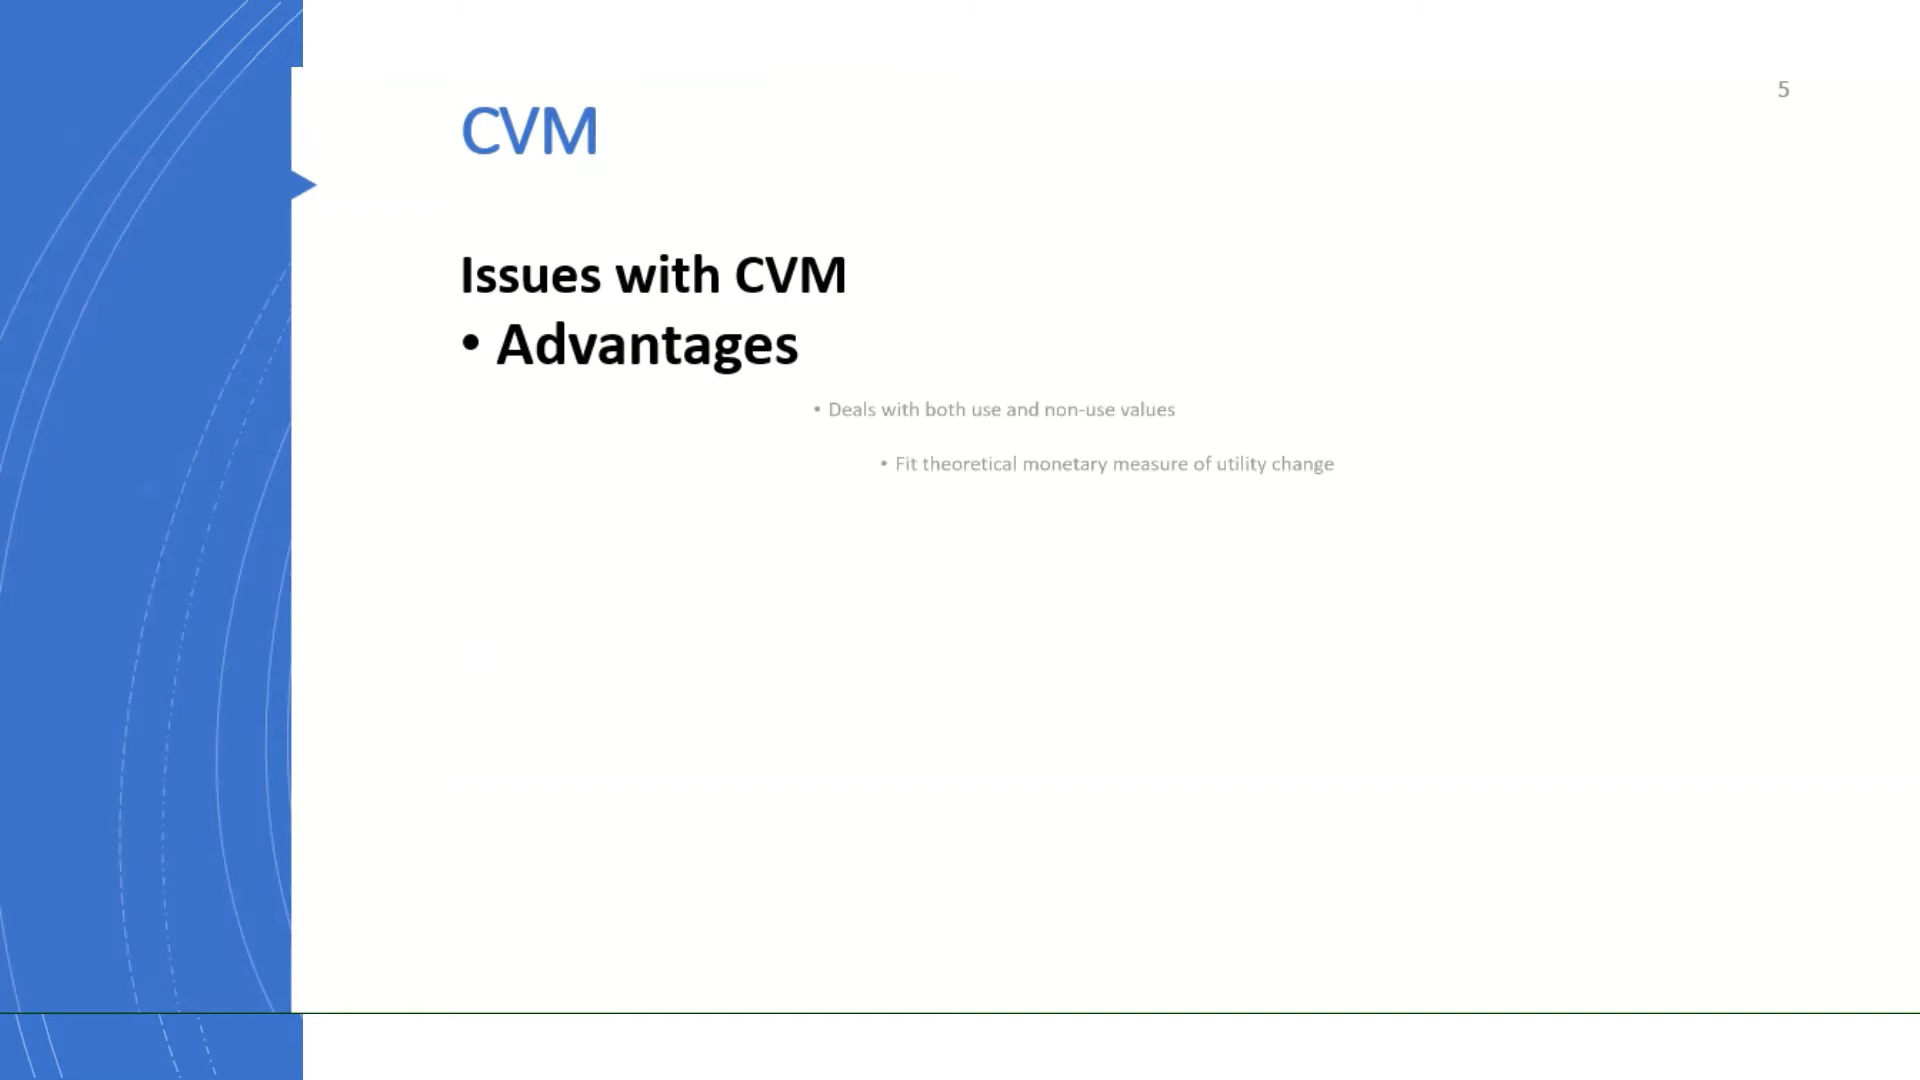 5
CVM
Issues with CVM
• Advantages
• Deals with both use and non-use values
• Fit theoretical monetary measure of utility change